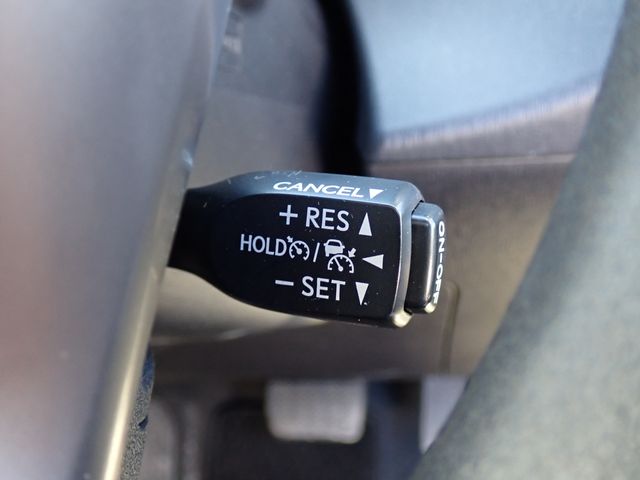 CANCEL▼
+ RES ▲
HOLD / ◀
− SET ▼
ON-OFF